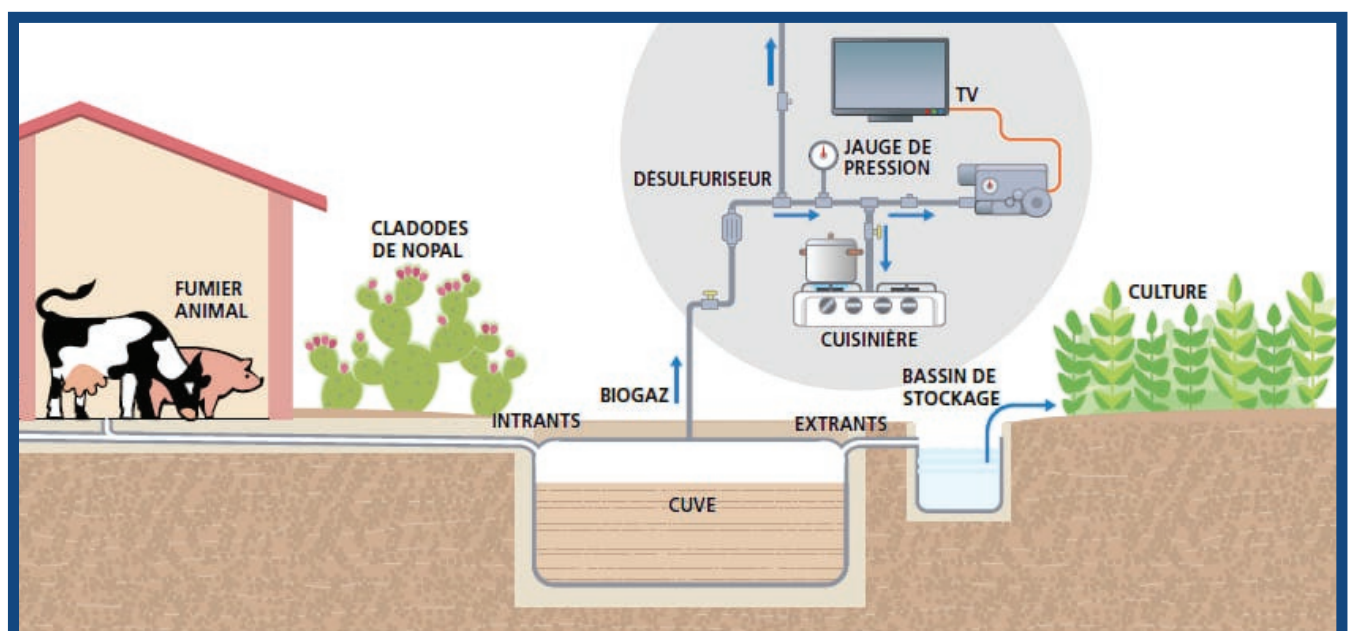 TV
JAUGE DE
PRESSION
DÉSULFURISEUR
CLADODES
DE NOPAL
FUMIER
ANIMAL
CULTURE
CUISINIÈRE
BIOGAZ
BASSIN DE
STOCKAGE
INTRANTS
EXTRANTS
CUVE